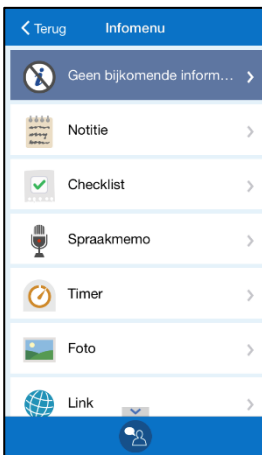 Terug Infomenu
Geen bijkomende inform...
Notitie
Checklist
Spraakmemo
Timer
Foto
Link